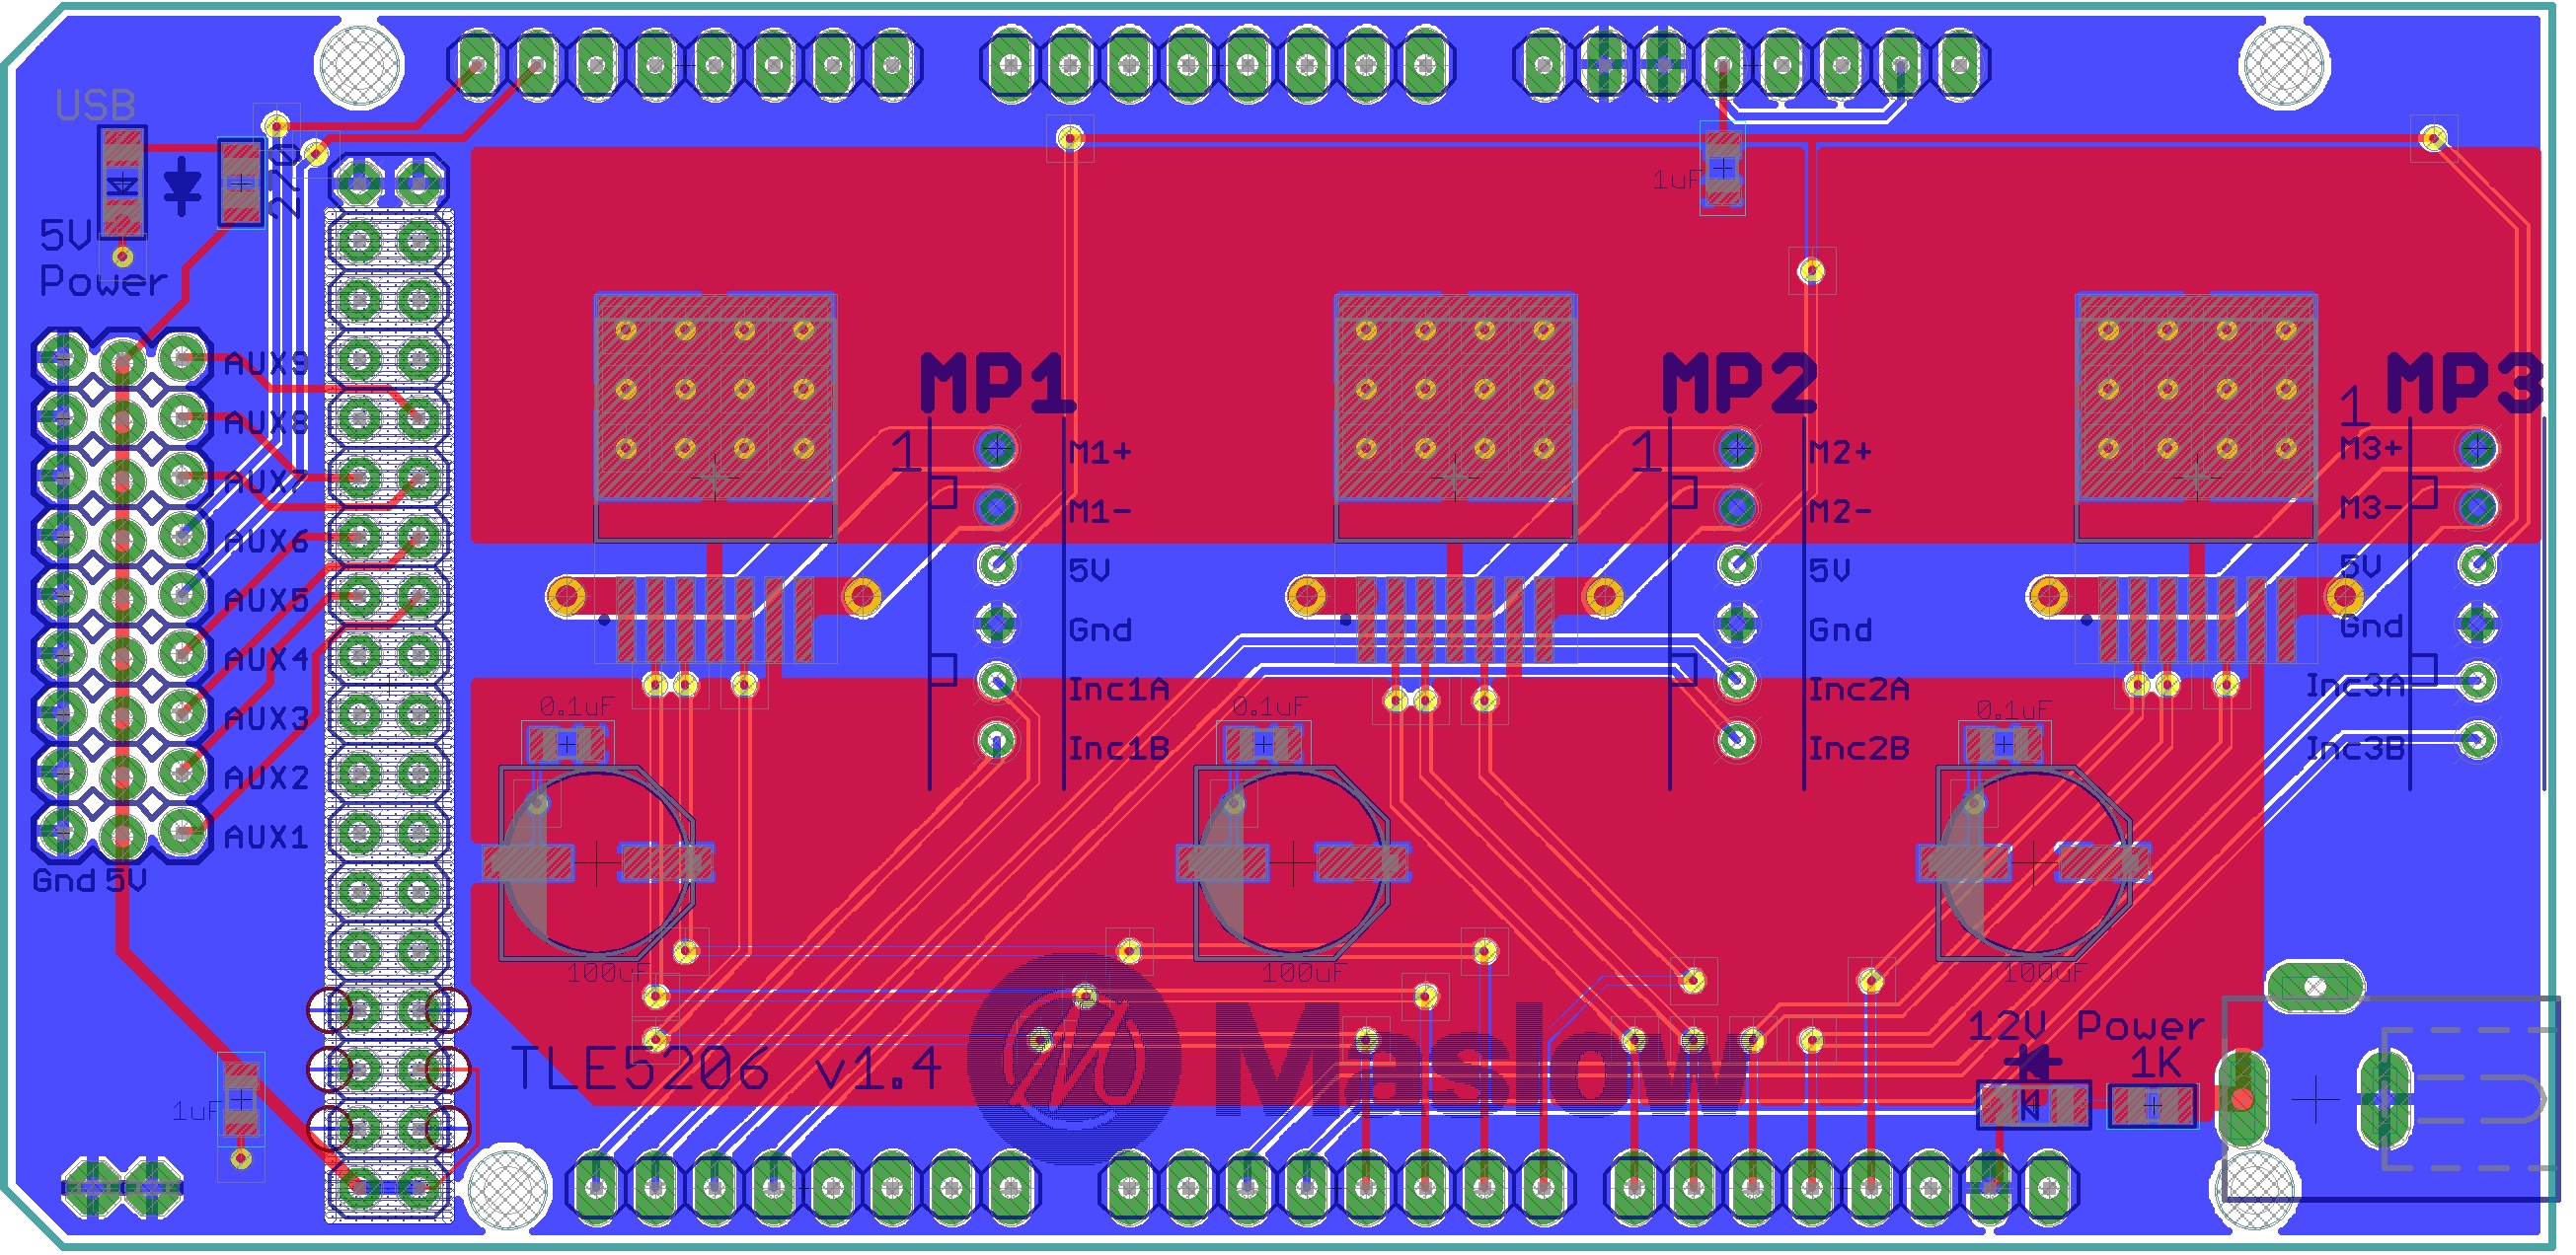 USB
270
1uF
5V
Power
MP1
MP2
MP3
1
1
1
M1+
M2+
M3+
M1-
M2-
M3-
5V
5V
5V
Gnd
Gnd
Gnd
Inc1A
Inc2A
Inc3A
Inc1B
Inc2B
Inc3B
AUX9
AUX8
AUX7
AUX6
AUX5
AUX4
AUX3
AUX2
AUX1
Gnd 5V
0.1uF
0.1uF
0.1uF
100uF
100uF
100uF
TLE5206 v1.4
Maslow
12V Power
1K
1uF